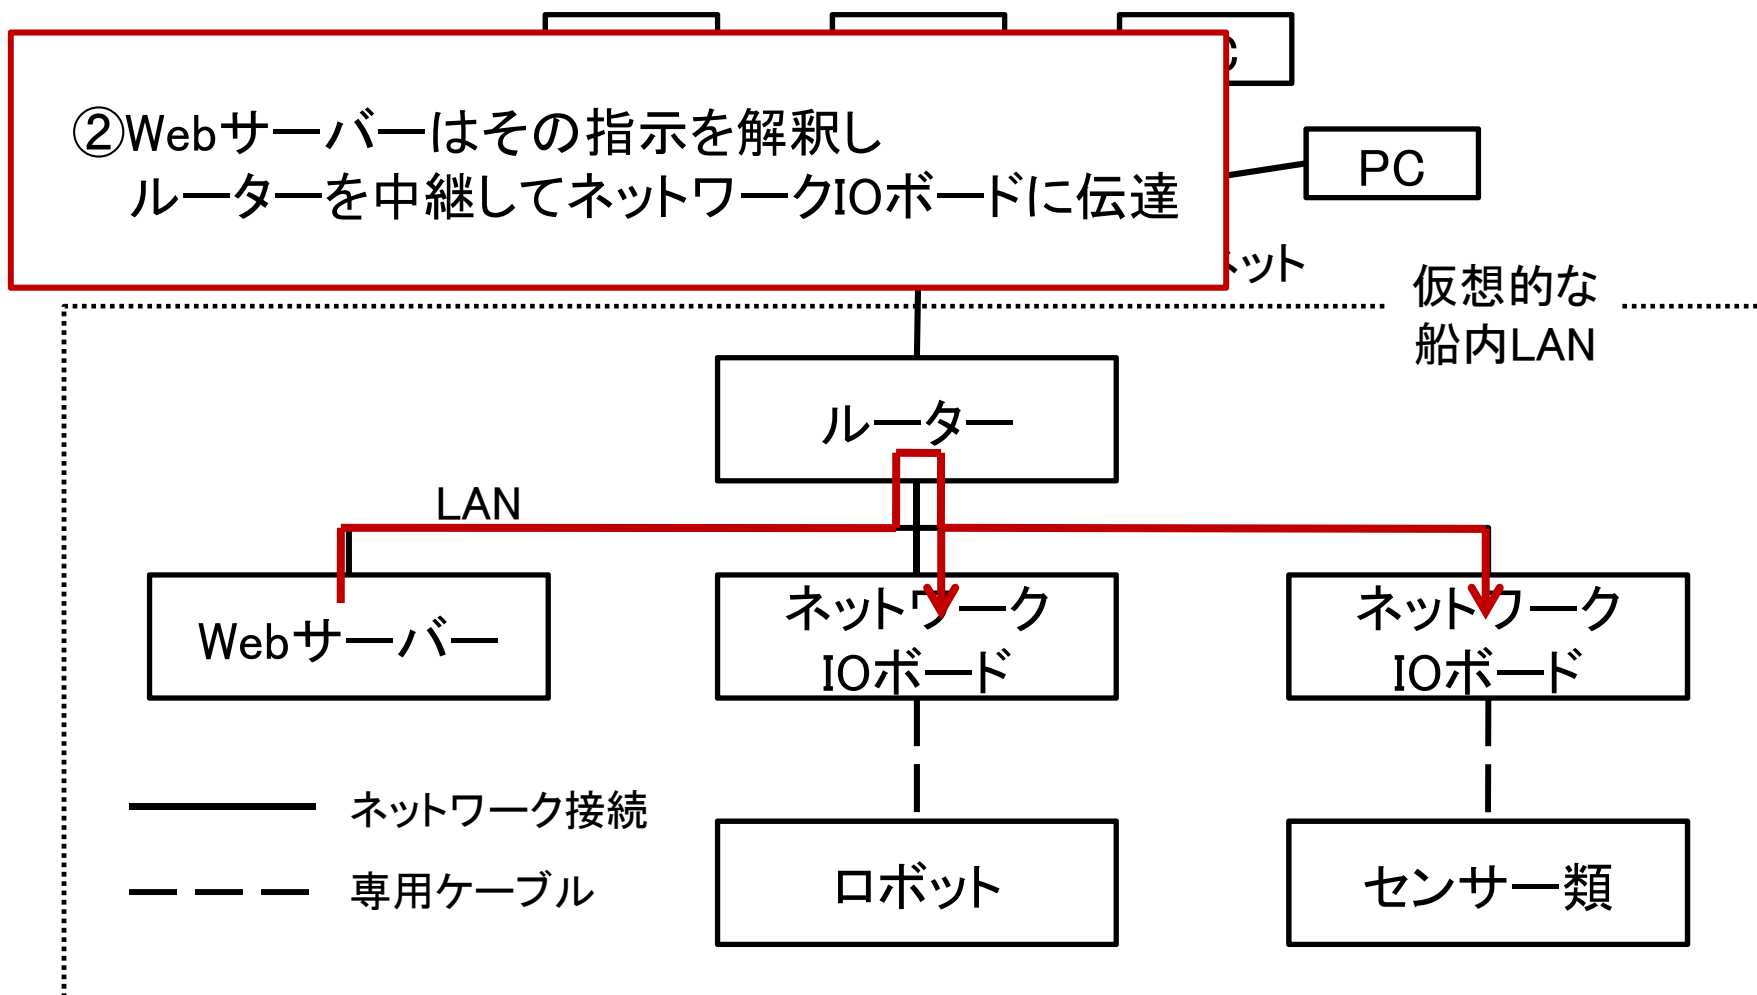 ②Webサーバーはその指示を解釈し
ルーターを中継してネットワークIOボードに伝達
PC
ット
仮想的な
船内LAN
ルーター
LAN
Webサーバー
ネットワーク
IOボード
ネットワーク
IOボード
ネットワーク接続
専用ケーブル
ロボット
センサー類